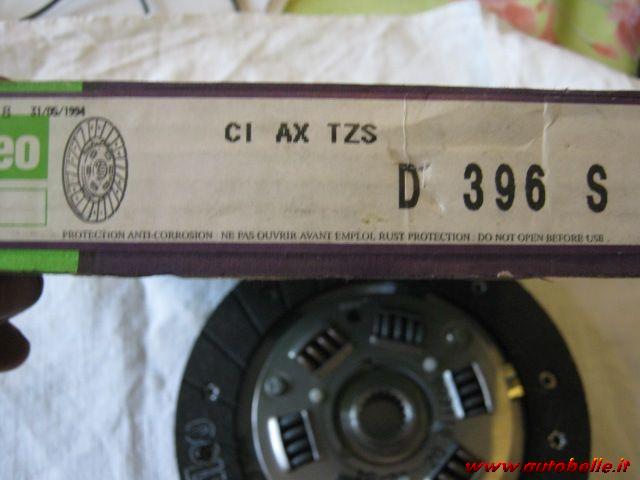 8 31/05/1994
eo
CI AX TZS
D 396 S
PROTECTION ANTI-CORROSION : NE PAS OUVRIR AVANT EMPLOI, RUST PROTECTION : DO NOT OPEN BEFORE USE .
www.autobelle.it